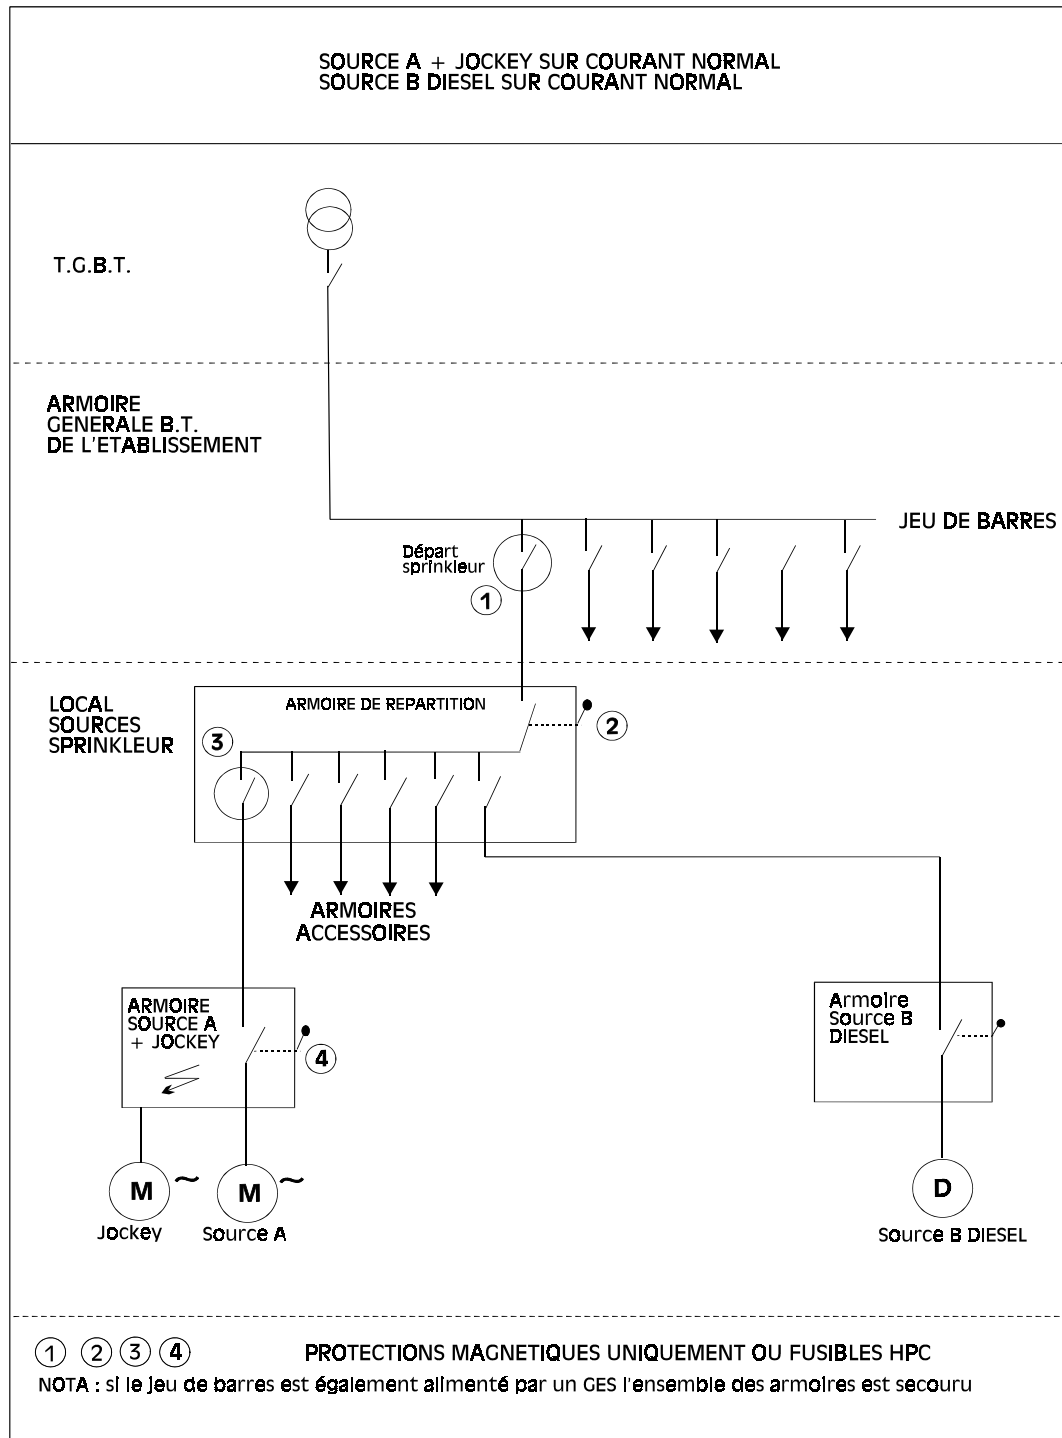 SOURCE A + JOCKEY SUR COURANT NORMAL
SOURCE B DIESEL SUR COURANT NORMAL
T.G.B.T.
ARMOIRE
GENERALE B.T.
DE L'ETABLISSEMENT
JEU DE BARRES
Départ
sprinkleur
1
LOCAL
SOURCES
SPRINKLEUR
ARMOIRE DE REPARTITION
2
3
ARMOIRES
ACCESSOIRES
ARMOIRE
SOURCE A
+ JOCKEY
4
Armoire
Source B
DIESEL
M ~
M ~
D
Jockey
Source A
Source B DIESEL
1 2 3 4 PROTECTIONS MAGNETIQUES UNIQUEMENT OU FUSIBLES HPC
NOTA : si le jeu de barres est également alimenté par un GES l'ensemble des armoires est secouru